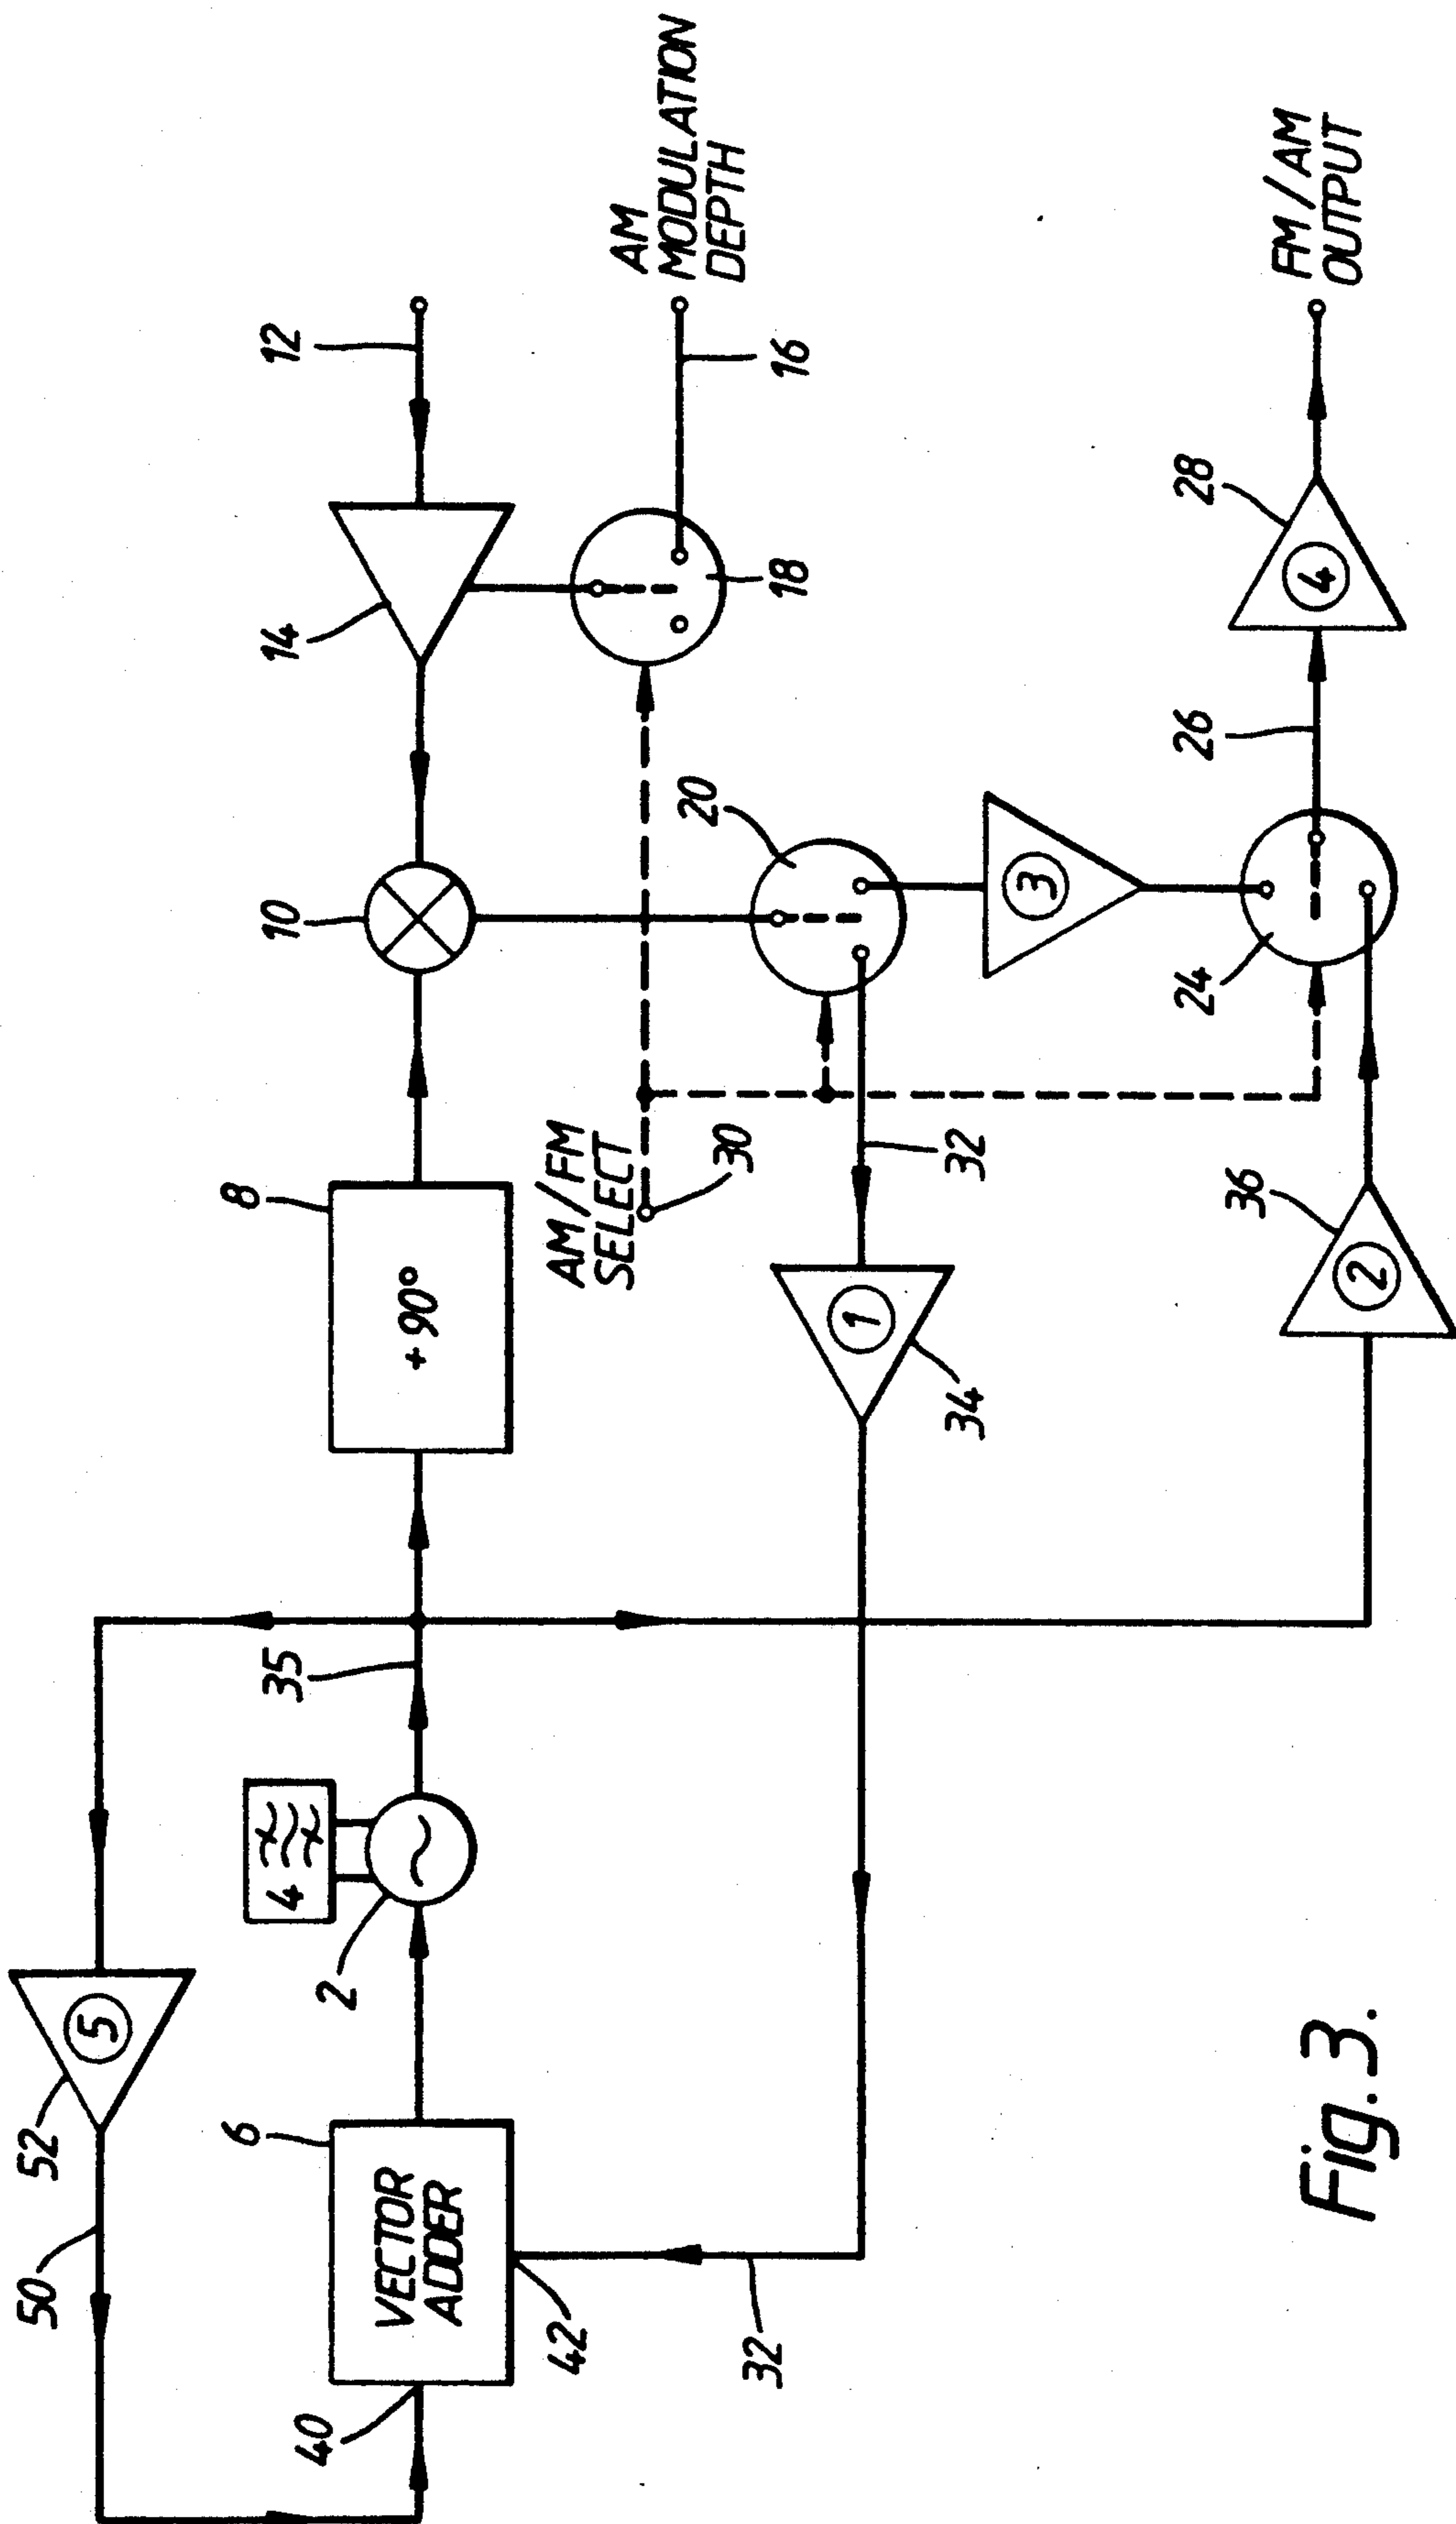 50
52
5
35
12
40
VECTOR
ADDER
6
42
32
2
4
8
+90°
10
14
AM/FM
SELECT
30
18
AM
MODULATION
DEPTH
16
20
32
1
34
3
36
2
24
26
28
4
FM/AM
OUTPUT
Fig.3.